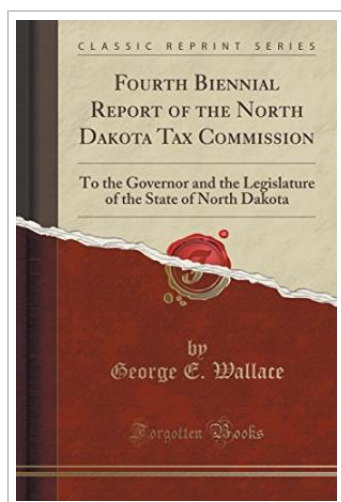 CLASSIC REPRINT SERIES
FOURTH BIENNIAL
REPORT OF THE NORTH
DAKOTA TAX COMMISSION
TO THE GOVERNOR AND THE LEGISLATURE
OF THE STATE OF NORTH DAKOTA
by
George E. Wallace
Forgotten Books